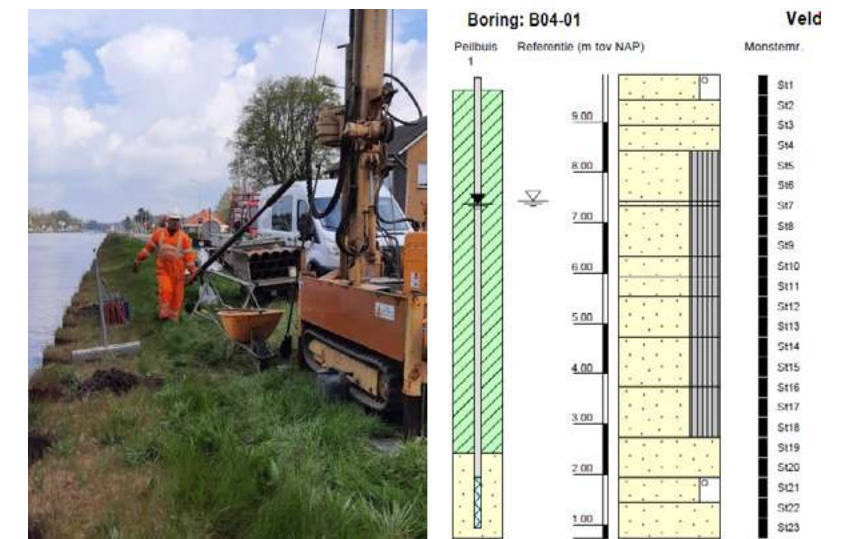 Boring: B04-01
Veld
Peilbuis
1
Referentie (m tov NAP)
Monstemr.
9.00
8.00
7.00
6.00
5.00
4.00
3.00
2.00
1.00
St1
St2
St3
St4
St5
St6
St7
St8
St9
St10
St11
St12
St13
St14
St15
St16
St17
St18
St19
St20
St21
St22
St23